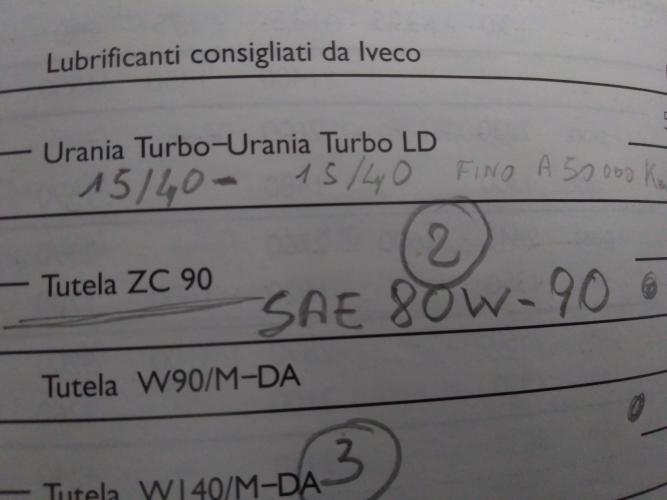 Lubrificanti consigliati da Iveco
Urania Turbo-Urania Turbo LD
15/40- 15/40 FINO A 50000 Km
2
Tutela ZC 90
SAE 80W-90
Tutela W90/M-DA
3
Tutela W140/M-DA